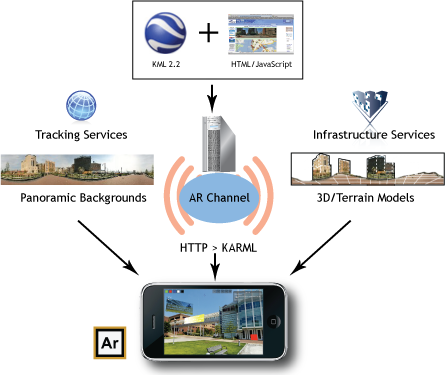 KML 2.2
+
HTML/JavaScript
Tracking Services
Infrastructure Services
Panoramic Backgrounds
AR Channel
3D/Terrain Models
HTTP > KARML
Ar